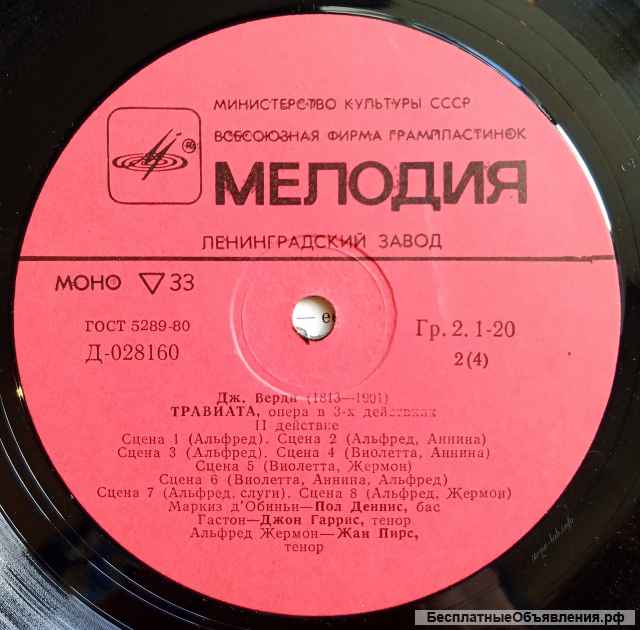 МИНИСТЕРСТВО КУЛЬТУРЫ СССР
ВСЕСОЮЗНАЯ ФИРМА ГРАМПЛАСТИНОК
МЕЛОДИЯ
ЛЕНИНГРАДСКИЙ ЗАВОД
МОНО 33
ГОСТ 5289-80
Гр. 2. 1-20
Д-028160
2(4)
Дж. Верди (1813—1901)
ТРАВИАТА, опера в 3-х действиях
II действие
Сцена 1 (Альфред). Сцена 2 (Альфред, Аннина)
Сцена 3 (Альфред). Сцена 4 (Виолетта, Аннина)
Сцена 5 (Виолетта, Жермон)
Сцена 6 (Виолетта, Аннина, Альфред)
Сцена 7 (Альфред, слуги). Сцена 8 (Альфред, Жермон)
Маркиз д'Обиньи—Пол Деннис, бас
Гастон—Джон Гаррис, тенор
Альфред Жермон—Жан Пирс,
тенор
БесплатныеОбъявления.рф